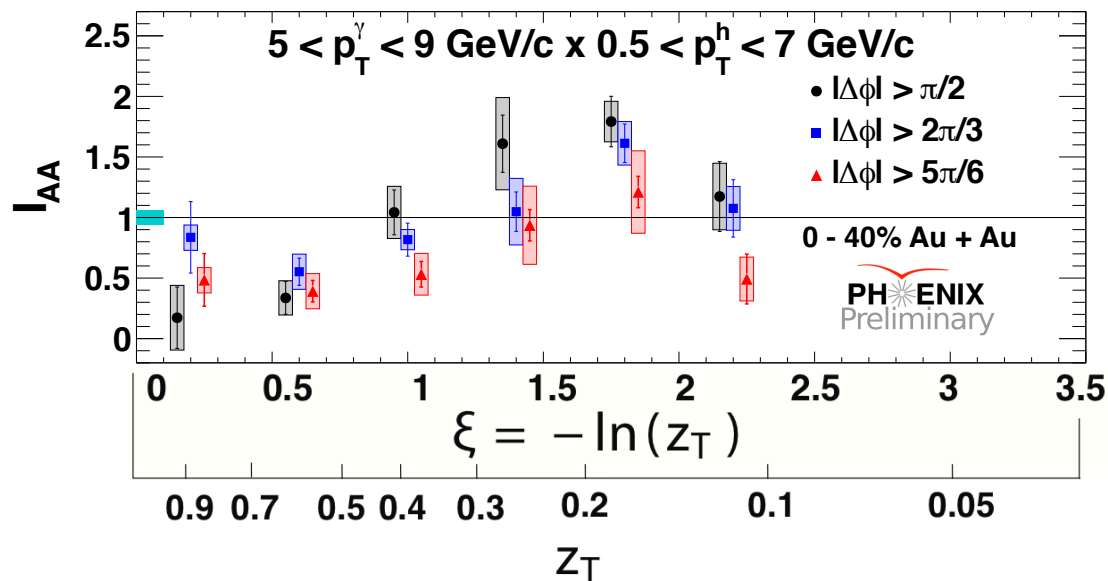 5 < p_T^γ < 9 GeV/c x 0.5 < p_T^h < 7 GeV/c
I_AA
2.5
2
1.5
1
0.5
0
|Δϕ| > π/2
|Δϕ| > 2π/3
|Δϕ| > 5π/6
0 - 40% Au + Au
PHENIX
Preliminary
0 0.5 1 1.5 2 2.5 3 3.5
ξ = −ln(z_T)
0.9 0.7 0.5 0.4 0.3 0.2 0.1 0.05
z_T